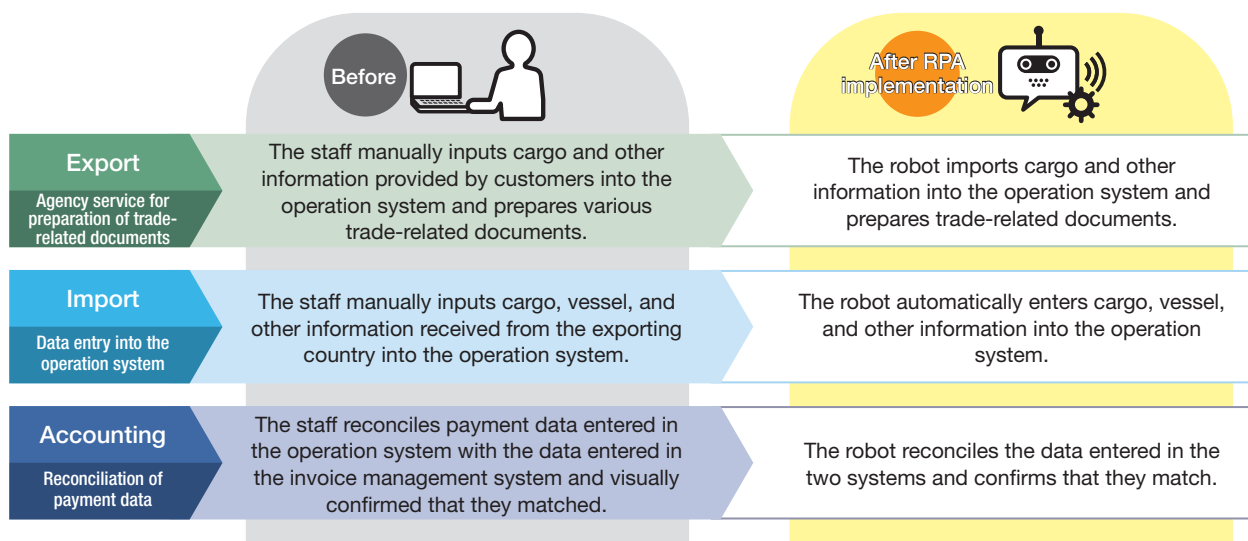 Before
After RPA
implementation
Export
Agency service for
preparation of trade-
related documents
The staff manually inputs cargo and other
information provided by customers into the
operation system and prepares various
trade-related documents.
The robot imports cargo and other
information into the operation system and
prepares trade-related documents.
Import
Data entry into the
operation system
The staff manually inputs cargo, vessel, and
other information received from the exporting
country into the operation system.
The robot automatically enters cargo, vessel,
and other information into the operation
system.
Accounting
Reconciliation of
payment data
The staff reconciles payment data entered in
the operation system with the data entered in
the invoice management system and visually
confirmed that they matched.
The robot reconciles the data entered in the
two systems and confirms that they match.